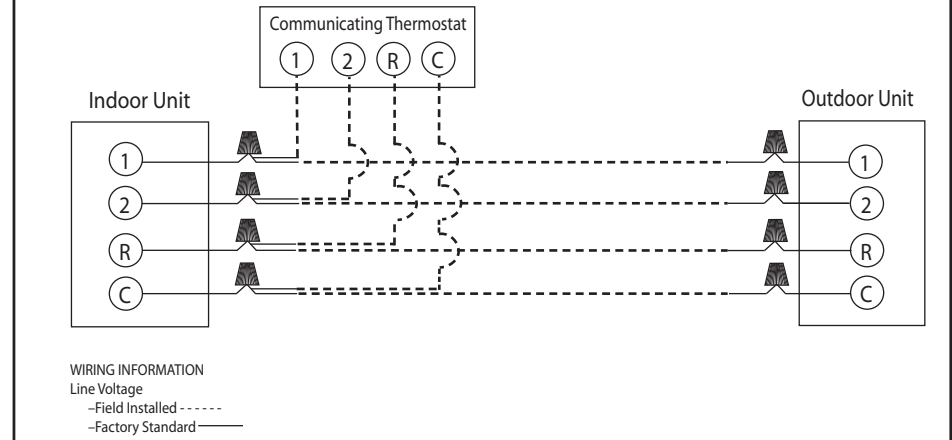 Communicating Thermostat
1 2 R C
Indoor Unit
Outdoor Unit
1 1
2 2
R R
C C
WIRING INFORMATION
Line Voltage
–Field Installed - - - - - -
–Factory Standard